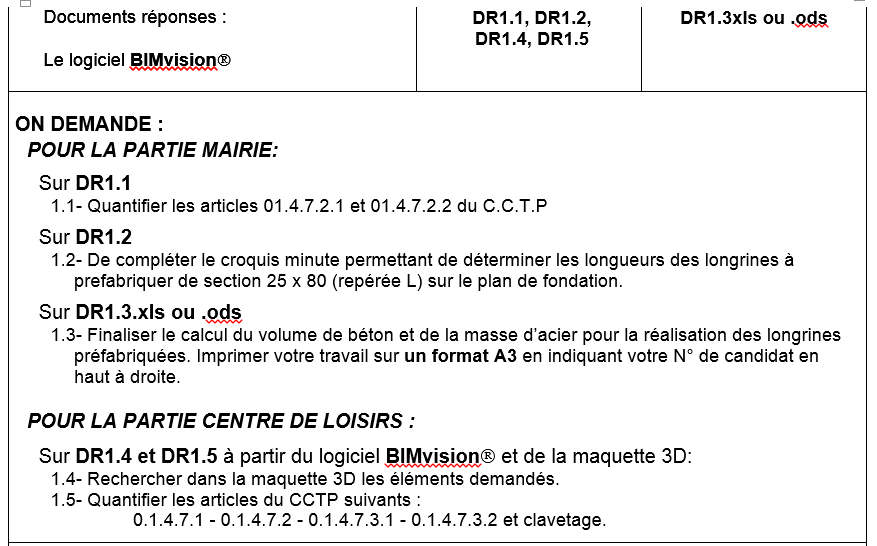 Documents réponses :
DR1.1, DR1.2,
DR1.4, DR1.5
DR1.3xls ou .ods
Le logiciel BIMvision®
ON DEMANDE :
POUR LA PARTIE MAIRIE:
Sur DR1.1
1.1- Quantifier les articles 01.4.7.2.1 et 01.4.7.2.2 du C.C.T.P
Sur DR1.2
1.2- De compléter le croquis minute permettant de déterminer les longueurs des longrines à
prefabriquer de section 25 x 80 (repérée L) sur le plan de fondation.
Sur DR1.3.xls ou .ods
1.3- Finaliser le calcul du volume de béton et de la masse d’acier pour la réalisation des longrines
préfabriquées. Imprimer votre travail sur un format A3 en indiquant votre N° de candidat en
haut à droite.
POUR LA PARTIE CENTRE DE LOISIRS :
Sur DR1.4 et DR1.5 à partir du logiciel BIMvision® et de la maquette 3D:
1.4- Rechercher dans la maquette 3D les éléments demandés.
1.5- Quantifier les articles du CCTP suivants :
0.1.4.7.1 - 0.1.4.7.2 - 0.1.4.7.3.1 - 0.1.4.7.3.2 et clavetage.